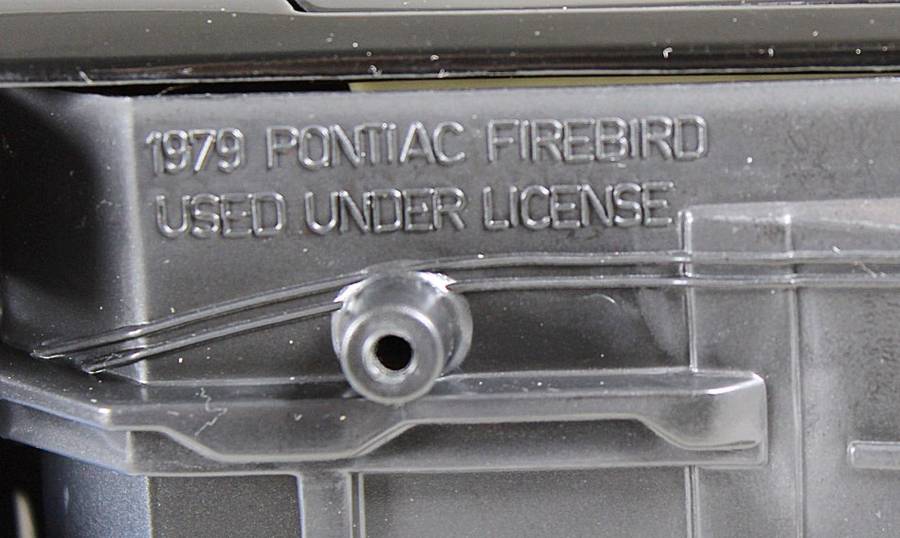 1979 PONTIAC FIREBIRD
USED UNDER LICENSE